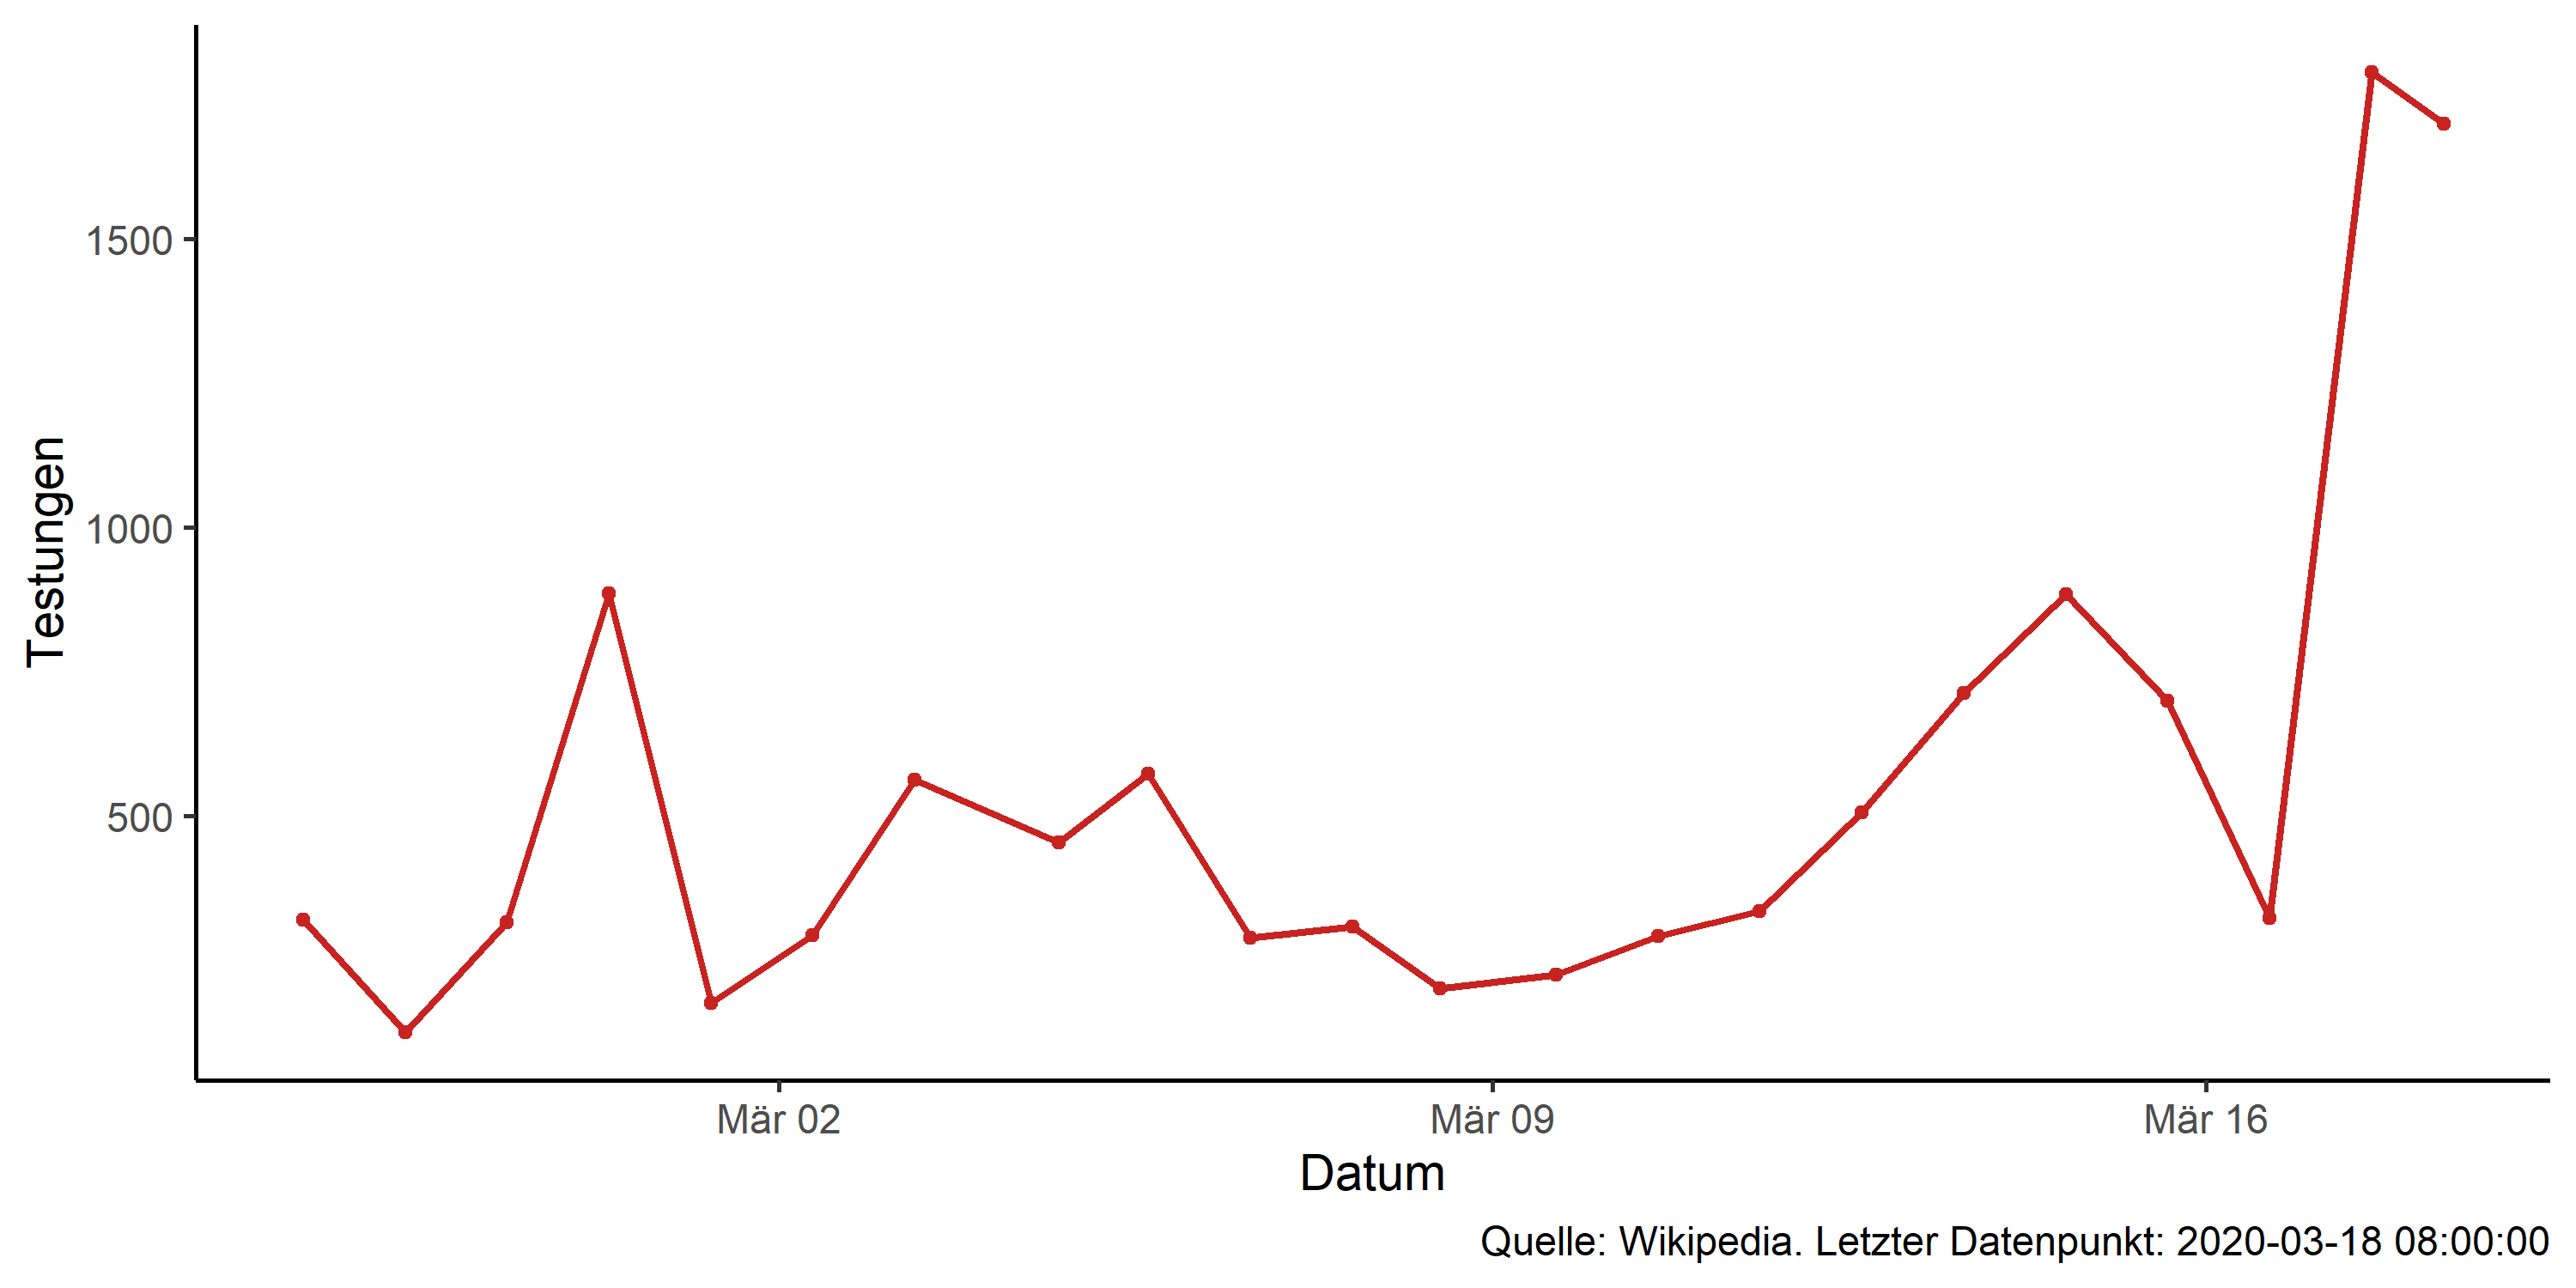 1500
1000
500
Testungen
Mär 02
Mär 09
Mär 16
Datum
Quelle: Wikipedia. Letzter Datenpunkt: 2020-03-18 08:00:00